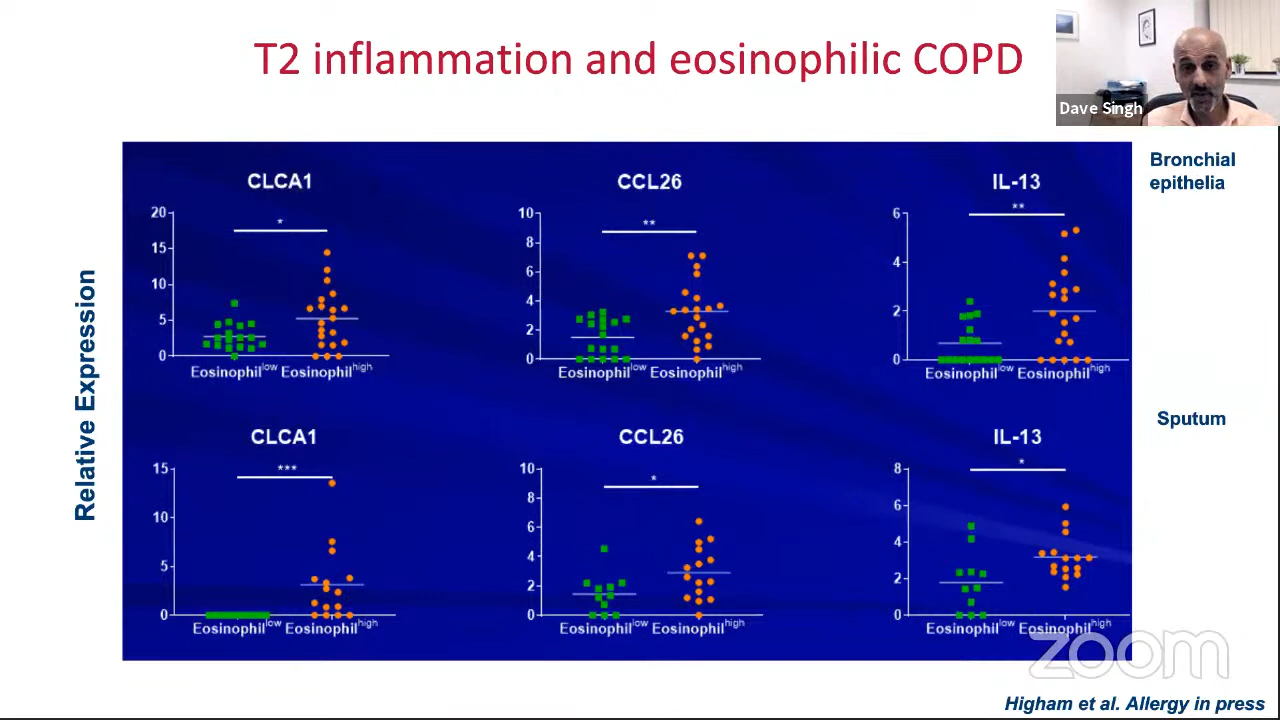 T2 inflammation and eosinophilic COPD
Dave Singh
Bronchial
epithelia
Relative Expression
CLCA1
*
20
15
10
5
0
Eosinophil low Eosinophil high
CCL26
**
10
8
6
4
2
0
Eosinophil low Eosinophil high
IL-13
**
6
4
2
0
Eosinophil low Eosinophil high
Sputum
CLCA1
***
15
10
5
0
Eosinophil low Eosinophil high
CCL26
*
10
8
6
4
2
0
Eosinophil low Eosinophil high
IL-13
*
8
6
4
2
0
Eosinophil low Eosinophil high
zoom
Higham et al. Allergy in press